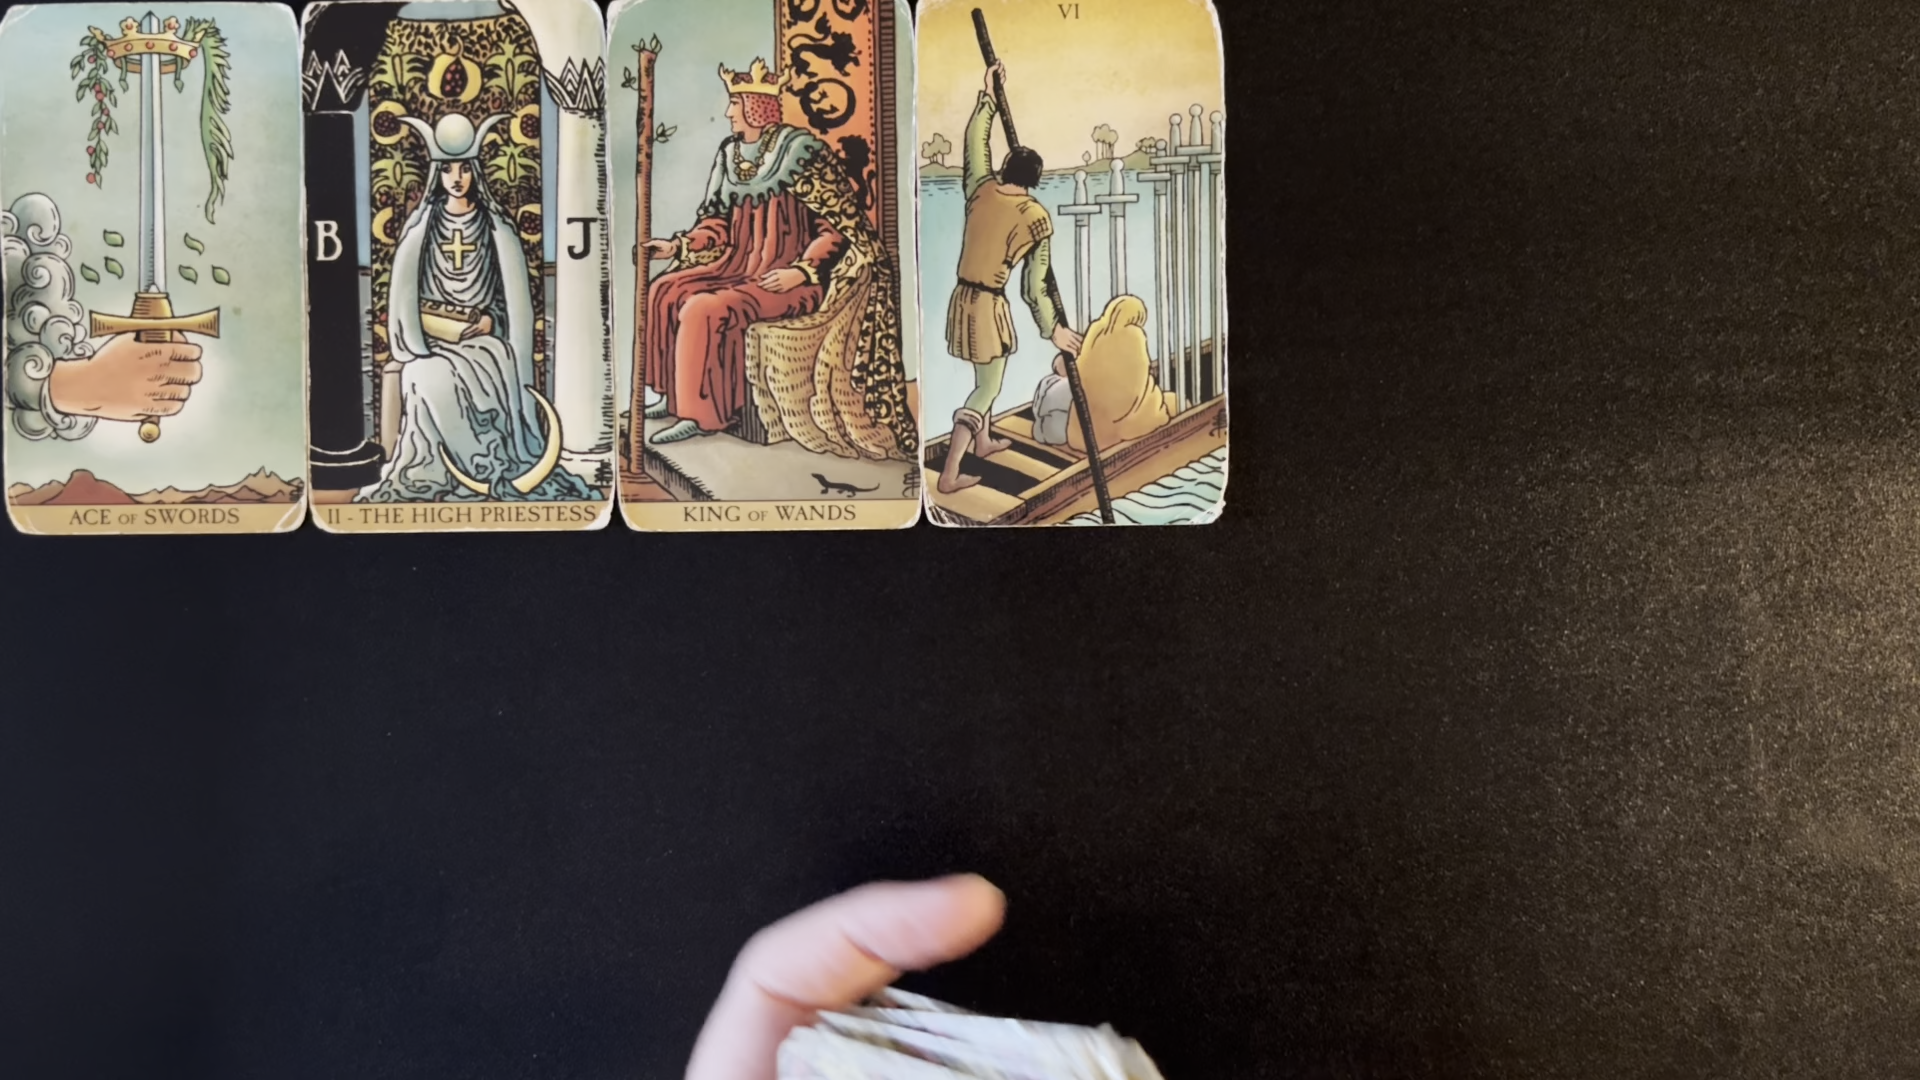 ACE OF SWORDS
B
J
II - THE HIGH PRIESTESS
KING OF WANDS
VI